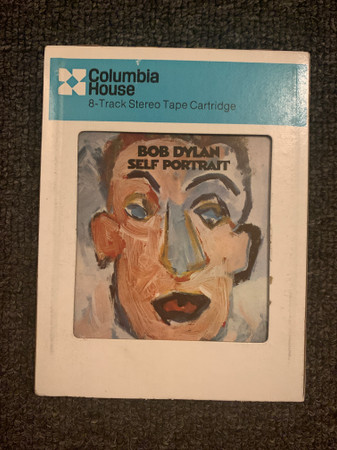 Columbia
House
8-Track Stereo Tape Cartridge
BOB DYLAN
SELF PORTRAIT